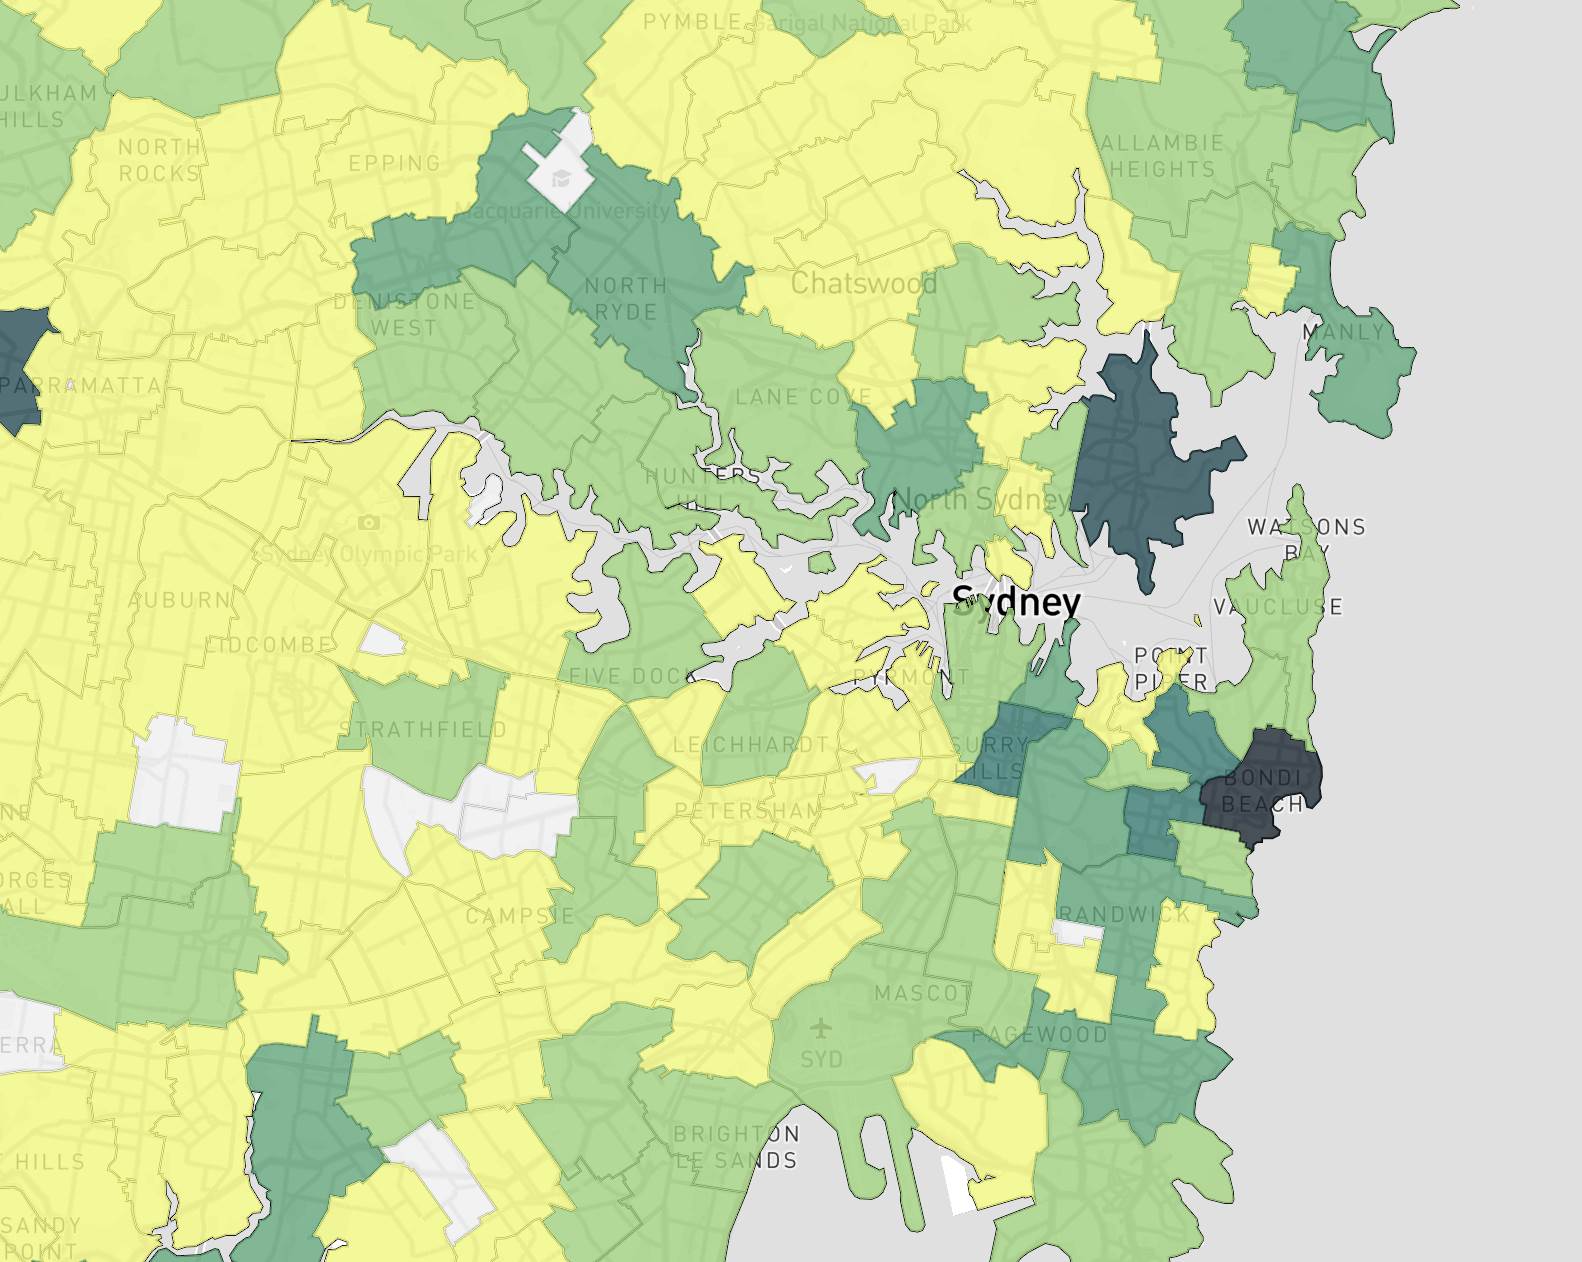 PYMBLE
Garigal National Park
ULKHAM
HILLS
NORTH
ROCKS
EPPING
ALLAMBIE
HEIGHTS
Macquarie University
Chatswood
DENISTONE
WEST
NORTH
RYDE
MANLY
PARRAMATTA
LANE COVE
HUNTERS
HILL
North Sydney
WATSONS
BAY
Sydney Olympic Park
AUBURN
Sydney
VAUCLUSE
LIDCOMBE
FIVE DOCK
PYRMONT
POINT
PIPER
STRATHFIELD
LEICHHARDT
SURRY
HILLS
BONDI
BEACH
NE
PETERSHAM
ORGES
ALL
CAMPSIE
RANDWICK
MASCOT
PAGEWOOD
ERRA
SYD
BRIGHTON
LE SANDS
HILLS
SANDY
POINT